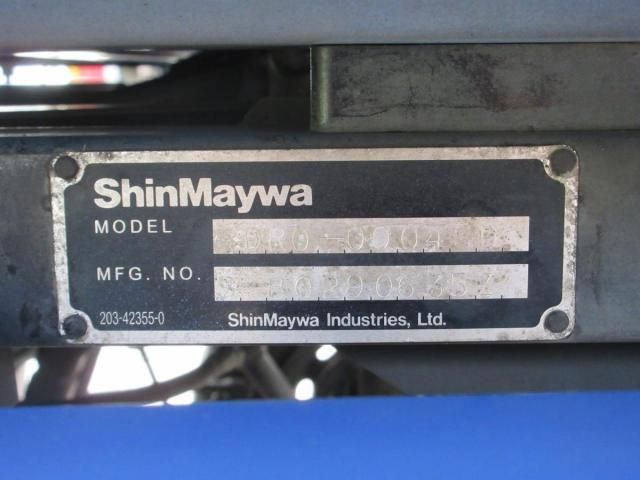 ShinMaywa
MODEL
MFG. NO.
203-42355-0 ShinMaywa Industries, Ltd.